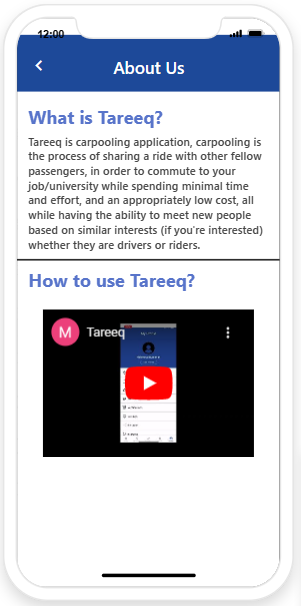 12:00
About Us
What is Tareeq?
Tareeq is carpooling application, carpooling is
the process of sharing a ride with other fellow
passengers, in order to commute to your
job/university while spending minimal time
and effort, and an appropriately low cost, all
while having the ability to meet new people
based on similar interests (if you're interested)
whether they are drivers or riders.
How to use Tareeq?
M Tareeq